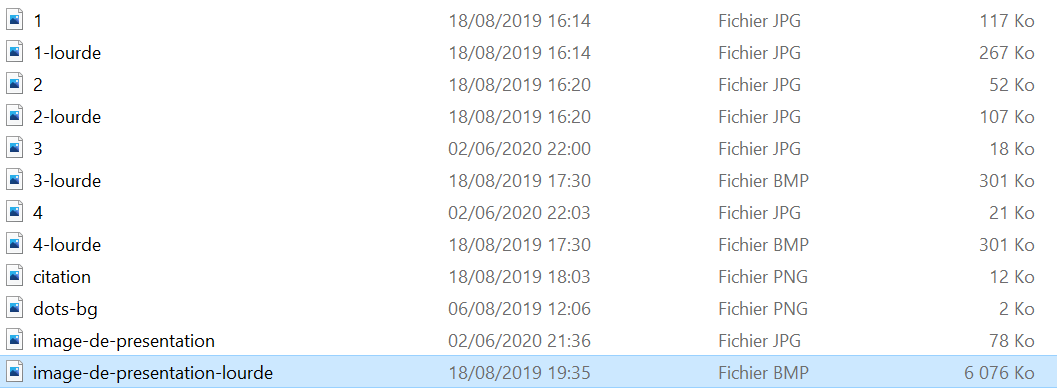 1 18/08/2019 16:14 Fichier JPG 117 Ko
1-lourde 18/08/2019 16:14 Fichier JPG 267 Ko
2 18/08/2019 16:20 Fichier JPG 52 Ko
2-lourde 18/08/2019 16:20 Fichier JPG 107 Ko
3 02/06/2020 22:00 Fichier JPG 18 Ko
3-lourde 18/08/2019 17:30 Fichier BMP 301 Ko
4 02/06/2020 22:03 Fichier JPG 21 Ko
4-lourde 18/08/2019 17:30 Fichier BMP 301 Ko
citation 18/08/2019 18:03 Fichier PNG 12 Ko
dots-bg 06/08/2019 12:06 Fichier PNG 2 Ko
image-de-presentation 02/06/2020 21:36 Fichier JPG 78 Ko
image-de-presentation-lourde 18/08/2019 19:35 Fichier BMP 6 076 Ko